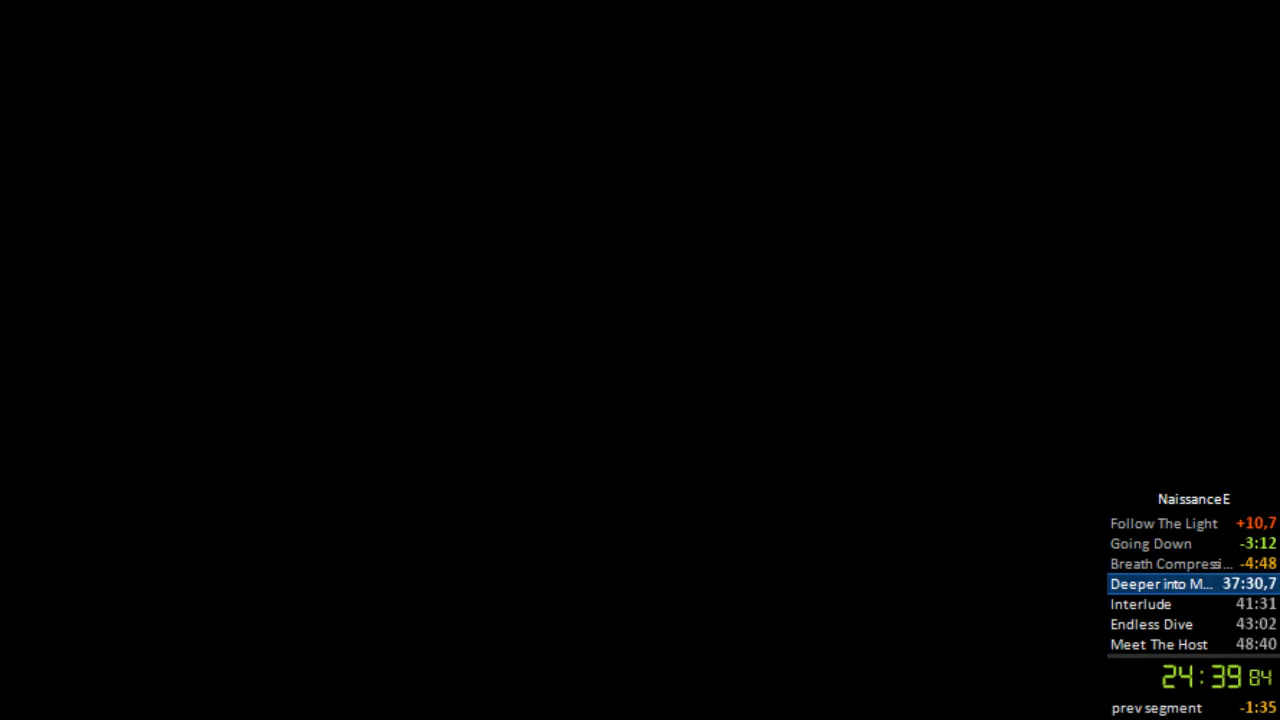 NaissanceE
Follow The Light +10,7
Going Down -3:12
Breath Compressi... -4:48
Deeper into M... 37:30,7
Interlude 41:31
Endless Dive 43:02
Meet The Host 48:40
24:39 84
prev segment -1:35